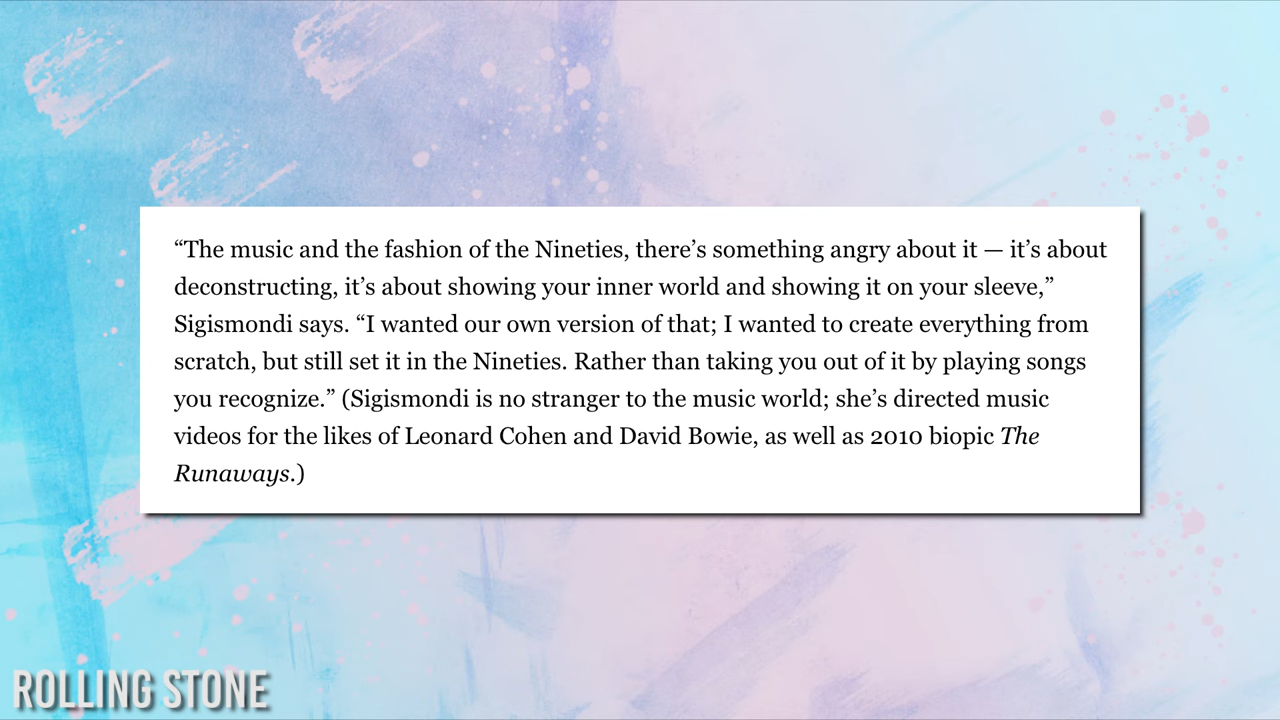 “The music and the fashion of the Nineties, there’s something angry about it — it’s about
deconstructing, it’s about showing your inner world and showing it on your sleeve,”
Sigismondi says. “I wanted our own version of that; I wanted to create everything from
scratch, but still set it in the Nineties. Rather than taking you out of it by playing songs
you recognize.” (Sigismondi is no stranger to the music world; she’s directed music
videos for the likes of Leonard Cohen and David Bowie, as well as 2010 biopic The
Runaways.)
ROLLING STONE